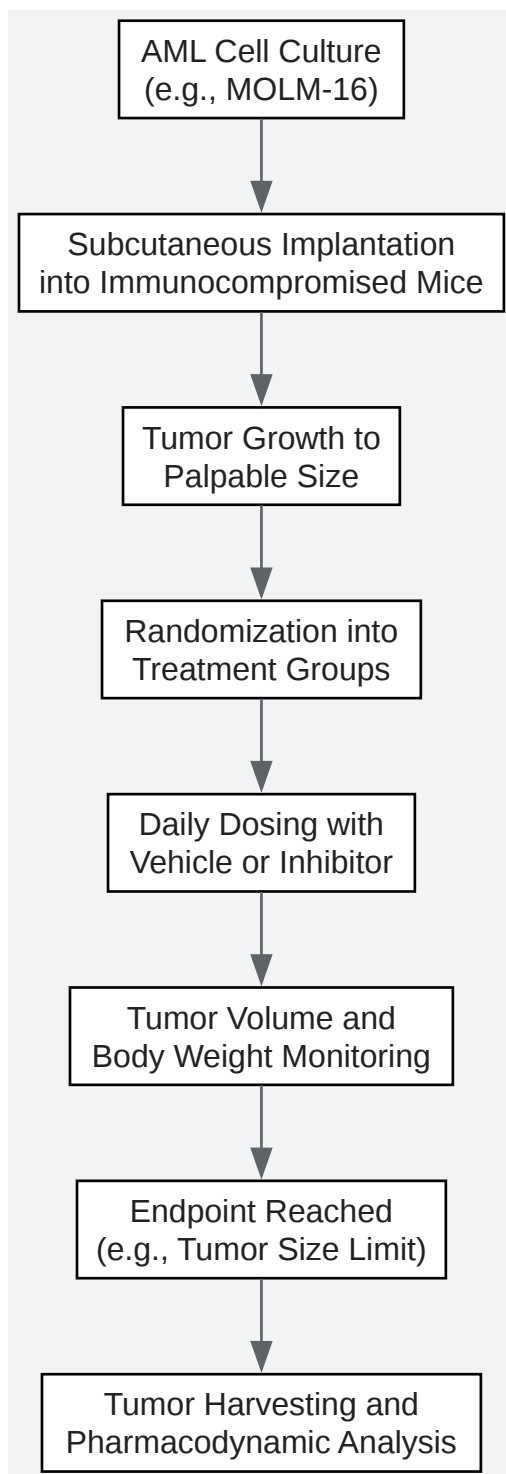 AML Cell Culture
(e.g., MOLM-16)
Subcutaneous Implantation
into Immunocompromised Mice
Tumor Growth to
Palpable Size
Randomization into
Treatment Groups
Daily Dosing with
Vehicle or Inhibitor
Tumor Volume and
Body Weight Monitoring
Endpoint Reached
(e.g., Tumor Size Limit)
Tumor Harvesting and
Pharmacodynamic Analysis